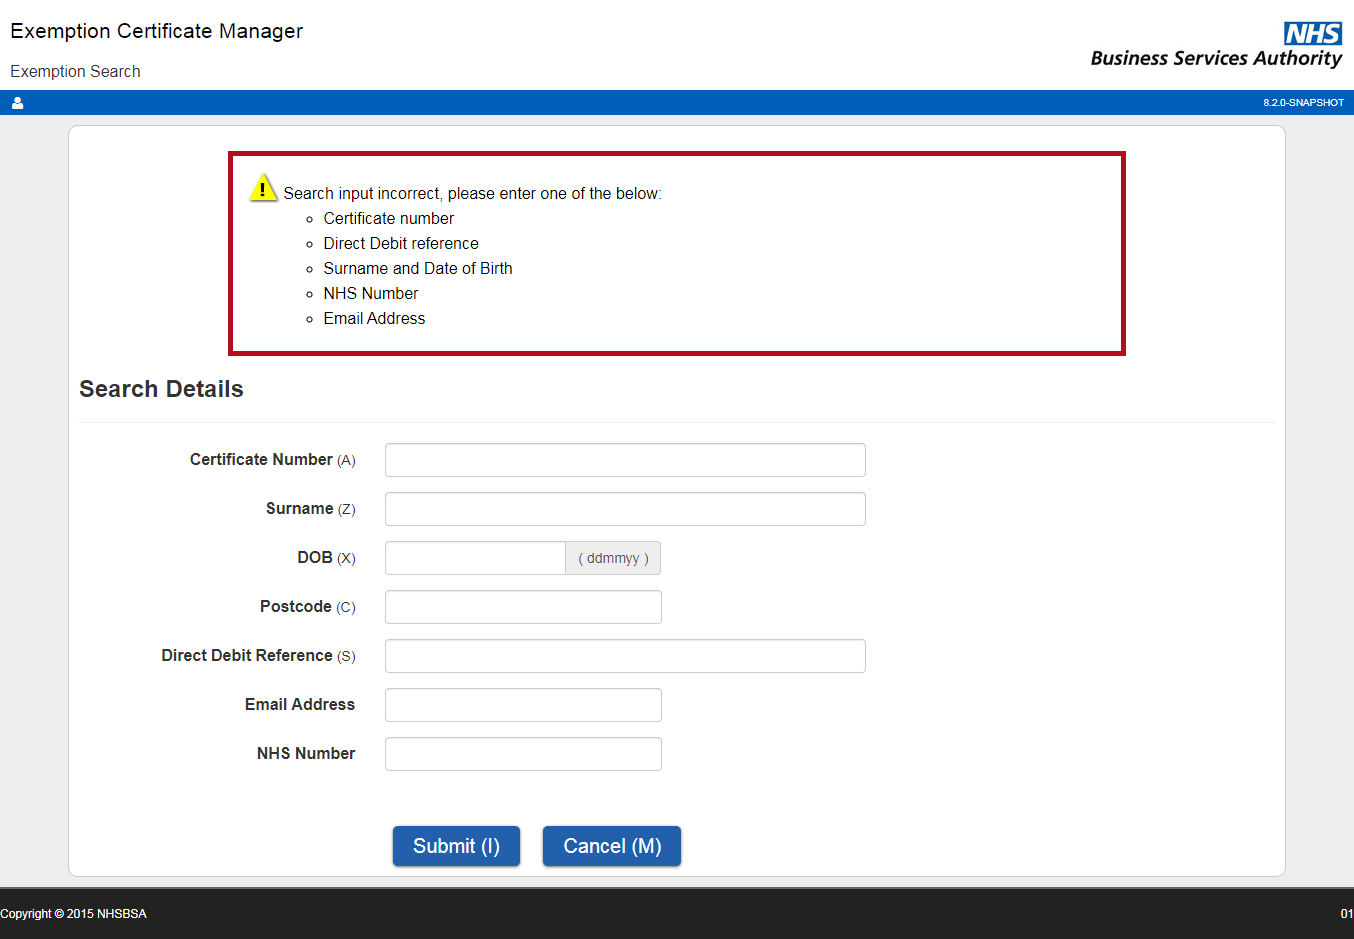 Exemption Certificate Manager
NHS
Business Services Authority
Exemption Search
8.2.0-SNAPSHOT
! Search input incorrect, please enter one of the below:
Certificate number
Direct Debit reference
Surname and Date of Birth
NHS Number
Email Address
Search Details
Certificate Number (A)
Surname (Z)
DOB (X) ( ddmmyy )
Postcode (C)
Direct Debit Reference (S)
Email Address
NHS Number
Submit (I) Cancel (M)
Copyright © 2015 NHSBSA 01